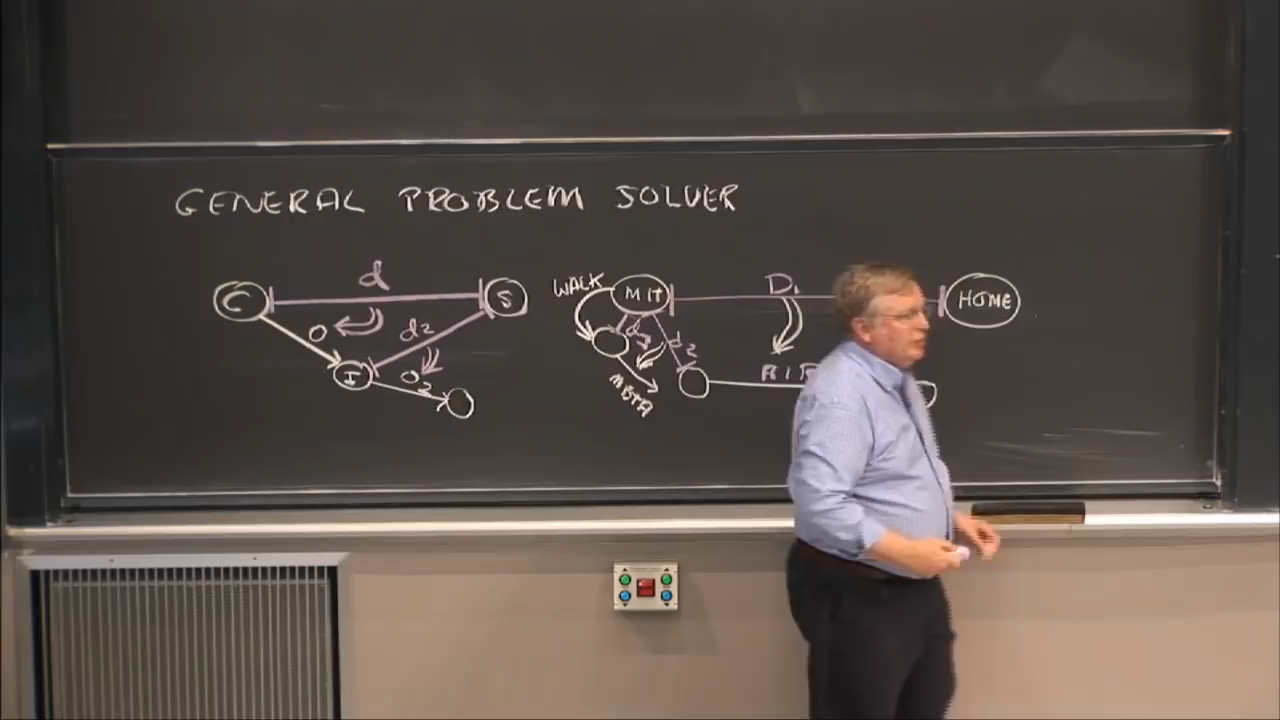 GENERAL PROBLEM SOLVER
d
C
S
O
d2
I
O2
WALK
MIT
D1
HOME
d2
MBTA